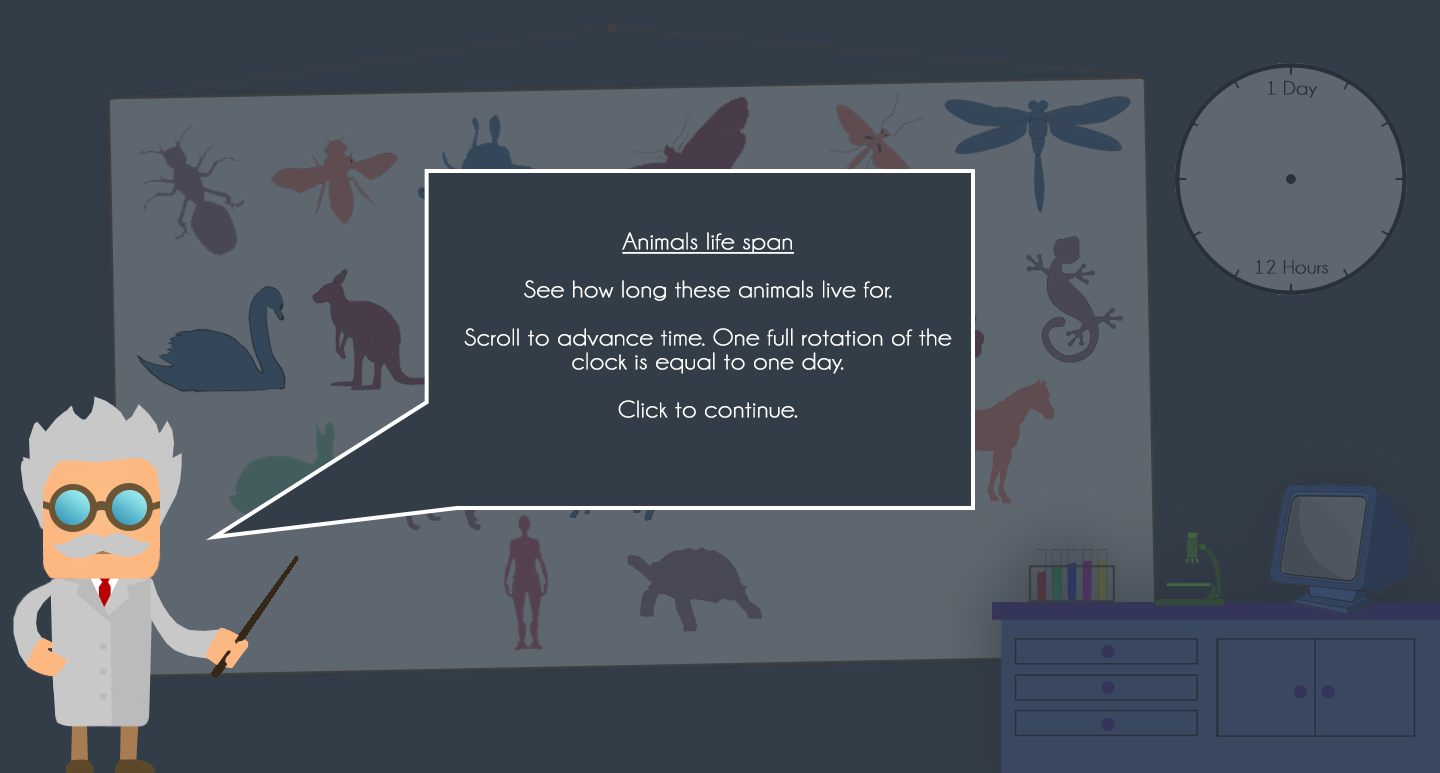 1 Day
12 Hours
Animals life span
See how long these animals live for.
Scroll to advance time. One full rotation of the
clock is equal to one day.
Click to continue.